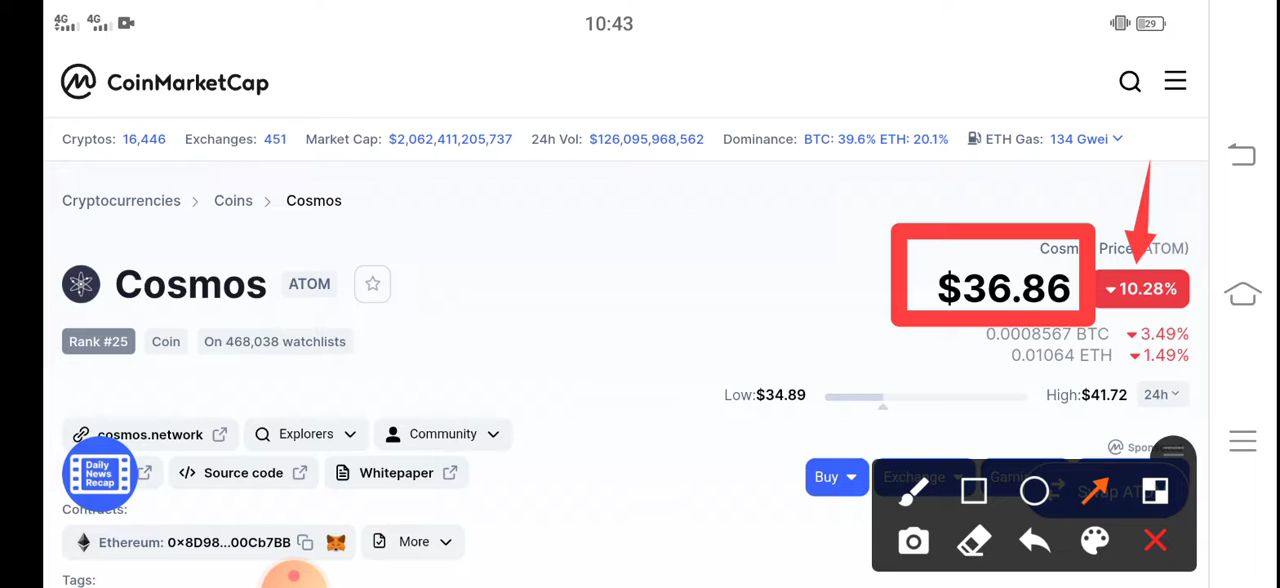 4G 4G 10:43 29
CoinMarketCap
Cryptos: 16,446 Exchanges: 451 Market Cap: $2,062,411,205,737 24h Vol: $126,095,968,562 Dominance: BTC: 39.6% ETH: 20.1% ETH Gas: 134 Gwei
Cryptocurrencies > Coins > Cosmos
Cosm Price ATOM)
Cosmos ATOM $36.86 10.28%
Rank #25 Coin On 468,038 watchlists 0.0008567 BTC 3.49%
0.01064 ETH 1.49%
Low:$34.89 High:$41.72 24h
cosmos.network Explorers Community
Daily News Recap
Source code Whitepaper Buy Exchange
Contracts:
Ethereum: 0x8D98...00Cb7BB More
Tags: